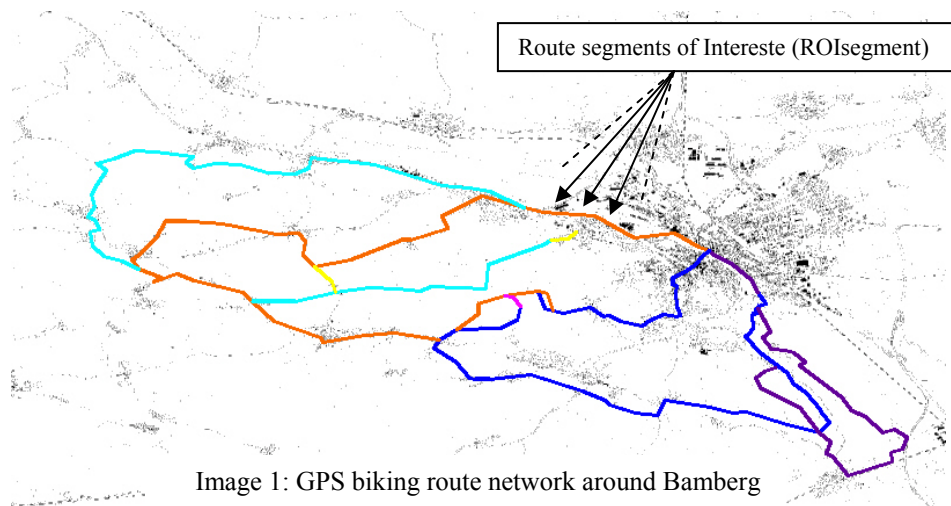 Route segments of Intereste (ROIsegment)
Image 1: GPS biking route network around Bamberg